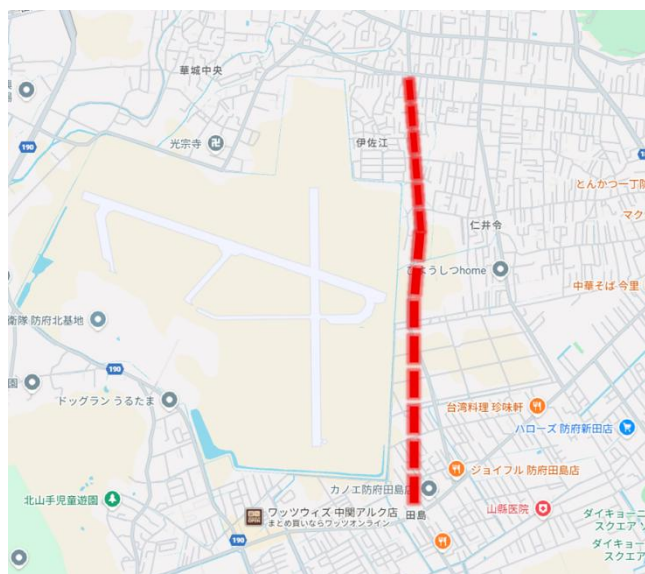 華城中央
190
光宗寺
伊佐江
190
とんかつ一丁
マク
仁井令
びようしつhome
中華そば 今里
衛隊 防府北基地
190
園
ドッグラン うるたま
台湾料理 珍味軒
ハローズ 防府新田店
ジョイフル 防府田島店
カノエ防府田島店
北山手児童遊園
ワッツウィズ 中関アルク店
まとめ買いならワッツオンライン
田島
山縣医院
ダイキョーニ
スクエア ソ
190
ダイキョー
スクエア